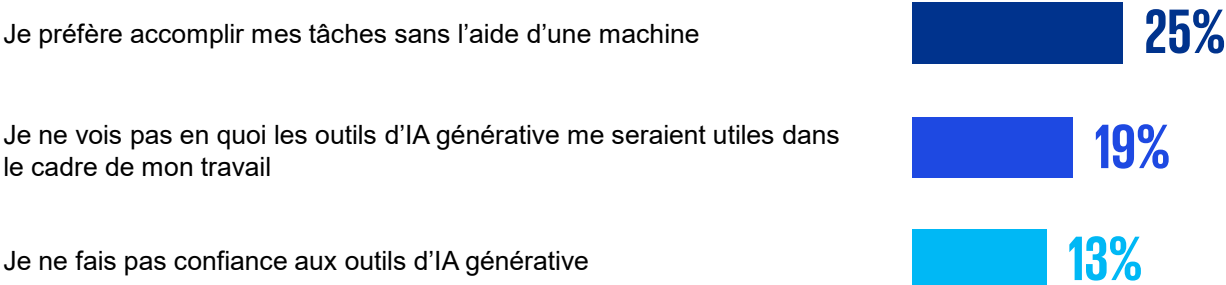 Je préfère accomplir mes tâches sans l’aide d’une machine
25%
Je ne vois pas en quoi les outils d’IA générative me seraient utiles dans
le cadre de mon travail
19%
Je ne fais pas confiance aux outils d’IA générative
13%